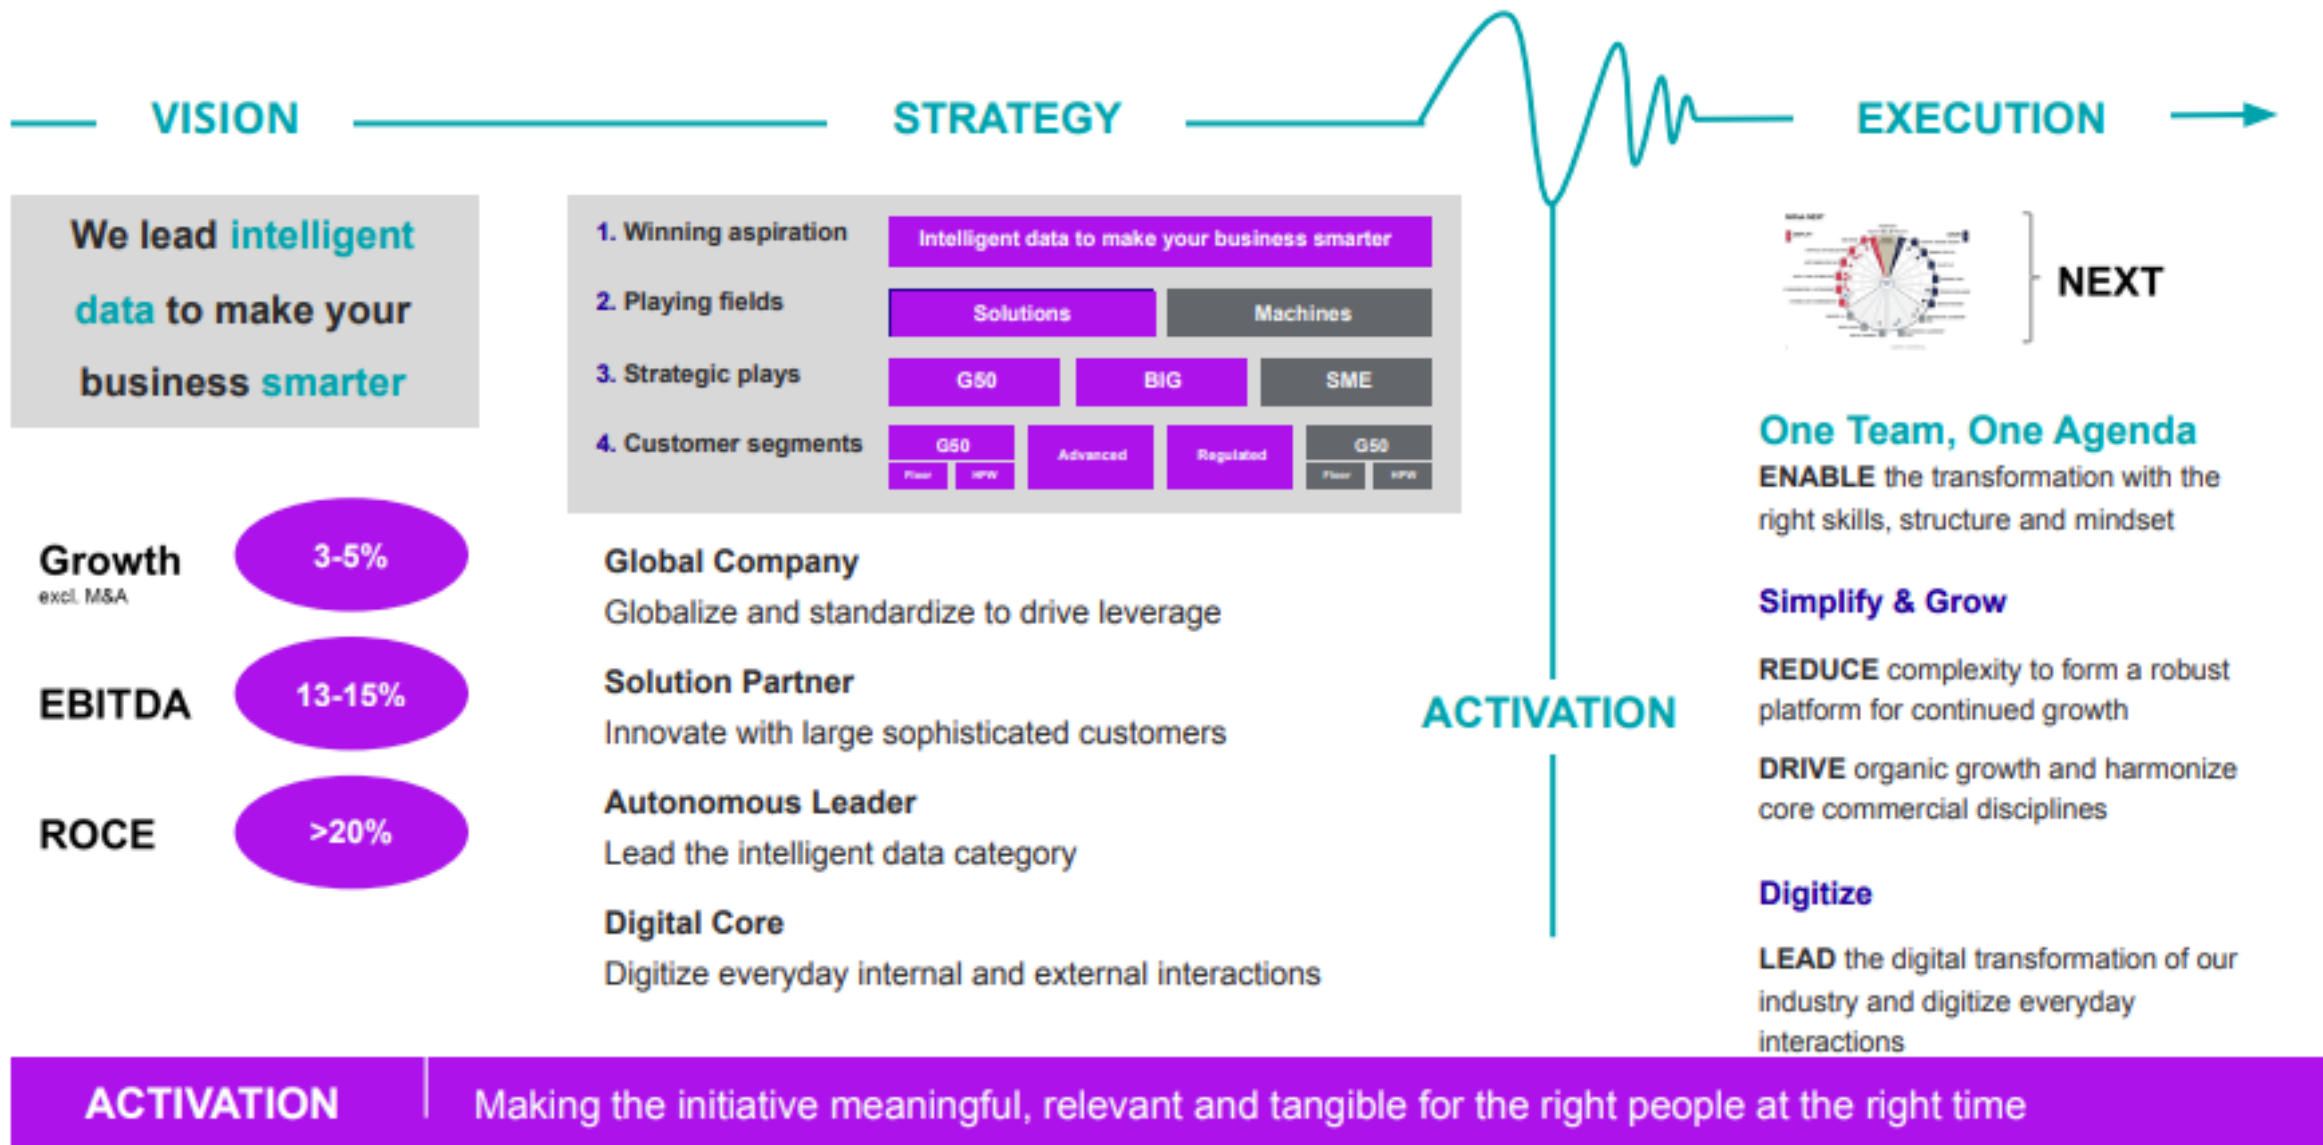 VISION
STRATEGY
EXECUTION
We lead intelligent
data to make your
business smarter
Growth
excl. M&A
3-5%
EBITDA
13-15%
ROCE
>20%
1. Winning aspiration
Intelligent data to make your business smarter
2. Playing fields
Solutions
Machines
3. Strategic plays
G50
BIG
SME
4. Customer segments
G50
Floor
HPW
Advanced
Regulated
G50
Floor
HPW
Global Company
Globalize and standardize to drive leverage
Solution Partner
Innovate with large sophisticated customers
Autonomous Leader
Lead the intelligent data category
Digital Core
Digitize everyday internal and external interactions
ACTIVATION
NEXT
One Team, One Agenda
ENABLE the transformation with the
right skills, structure and mindset
Simplify & Grow
REDUCE complexity to form a robust
platform for continued growth
DRIVE organic growth and harmonize
core commercial disciplines
Digitize
LEAD the digital transformation of our
industry and digitize everyday
interactions
ACTIVATION
Making the initiative meaningful, relevant and tangible for the right people at the right time